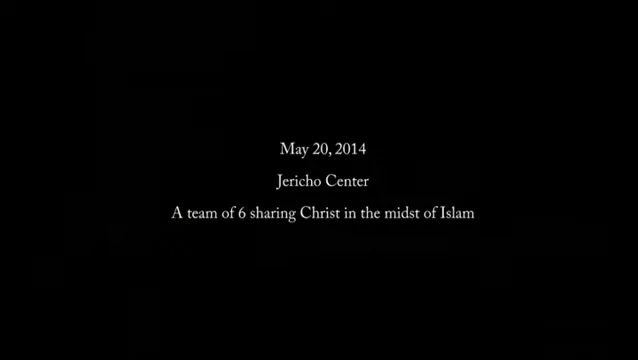 May 20, 2014
Jericho Center
A team of 6 sharing Christ in the midst of Islam